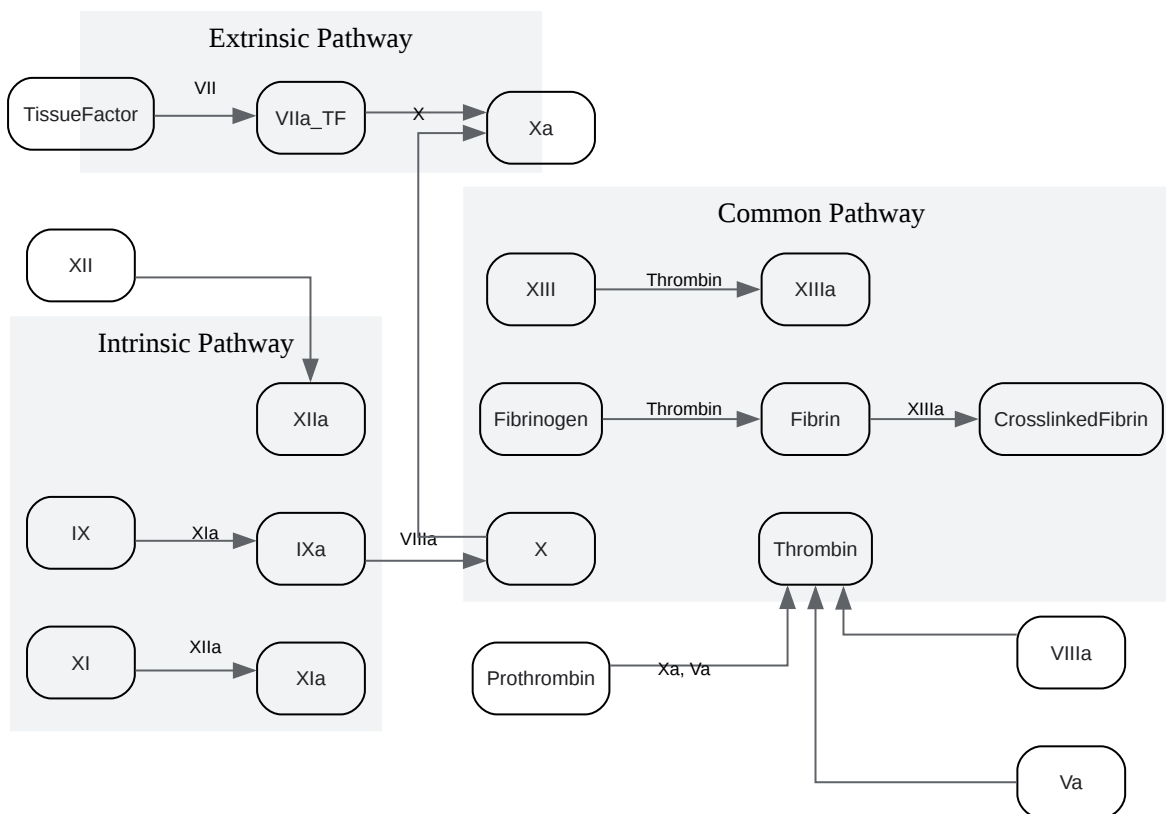 Extrinsic Pathway
TissueFactor
VII
VIIa_TF
X
Xa
XII
Intrinsic Pathway
XIIa
IX
XIa
IXa
VIIIa
XI
XIIa
XIa
Common Pathway
XIII
Thrombin
XIIIa
Fibrinogen
Thrombin
Fibrin
XIIIa
CrosslinkedFibrin
X
Thrombin
Prothrombin
Xa, Va
VIIIa
Va